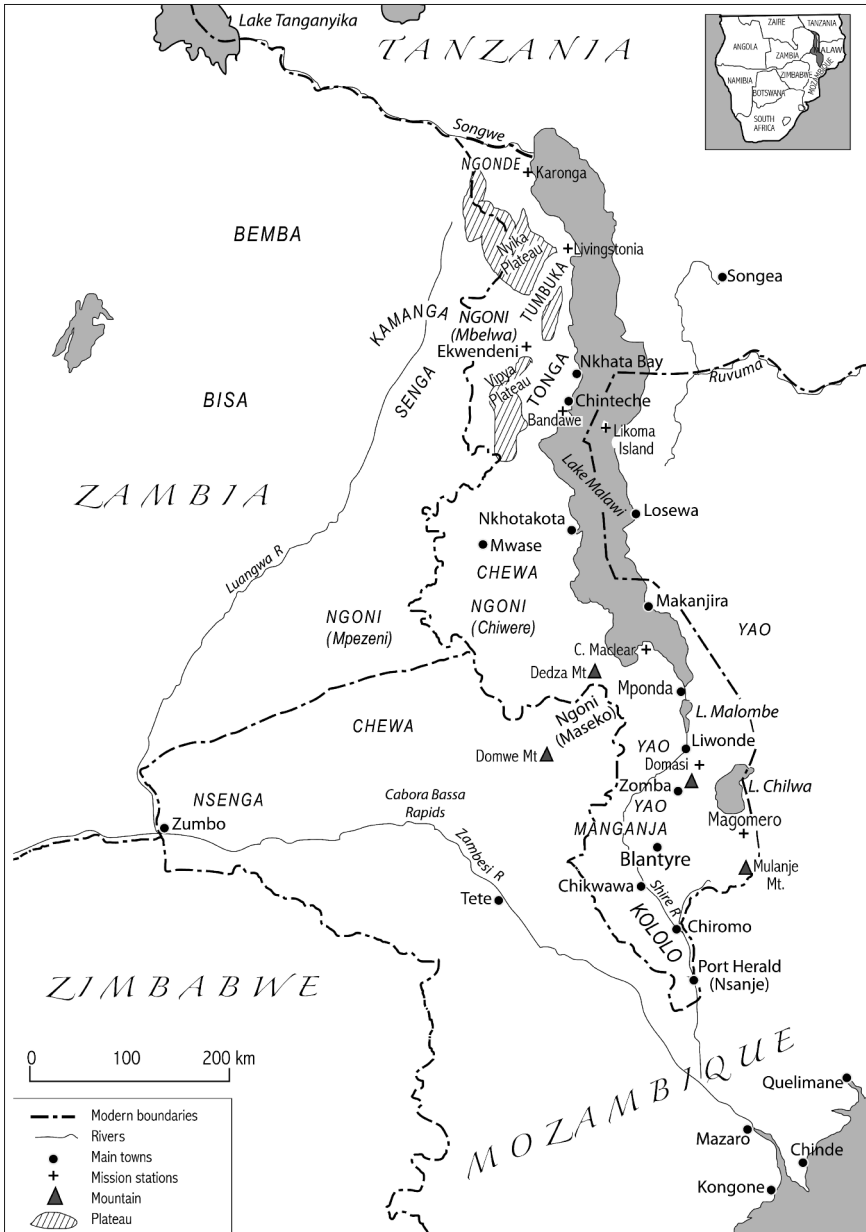 Lake Tanganyika
TANZANIA
ZAIRE
TANZANIA
ANGOLA
ZAMBIA
MALAWI
NAMIBIA
ZIMBABWE
MOZAMBIQUE
BOTSWANA
SOUTH
AFRICA
Songwe
NGONDE
Karonga
BEMBA
Nyika
Plateau
Livingstonia
Songea
TUMBUKA
KAMANGA
NGONI
(Mbelwa)
Ekwendeni
SENGA
Vipya
Plateau
TONGA
Nkhata Bay
Ruvuma
BISA
Chinteche
Bandawe
Likoma
Island
ZAMBIA
Lake Malawi
Losewa
Nkhotakota
Mwase
CHEWA
Luangwa R
NGONI
(Mpezeni)
NGONI
(Chiwere)
Makanjira
YAO
C. Maclear
Dedza Mt
Mponda
Ngoni
(Maseko)
L. Malombe
CHEWA
YAO
Liwonde
Domwe Mt
Domasi
L. Chilwa
NSENGA
Zomba
YAO
Cabora Bassa
Rapids
Zumbo
Magomero
MANGANJA
Zambesi R
Blantyre
Mulanje
Mt.
Tete
Chikwawa
Shire R
KOLOLO
Chiromo
Port Herald
(Nsanje)
ZIMBABWE
0 100 200 km
MOZAMBIQUE
Quelimane
Modern boundaries
Rivers
Main towns
Mission stations
Mountain
Plateau
Mazaro
Chinde
Kongone